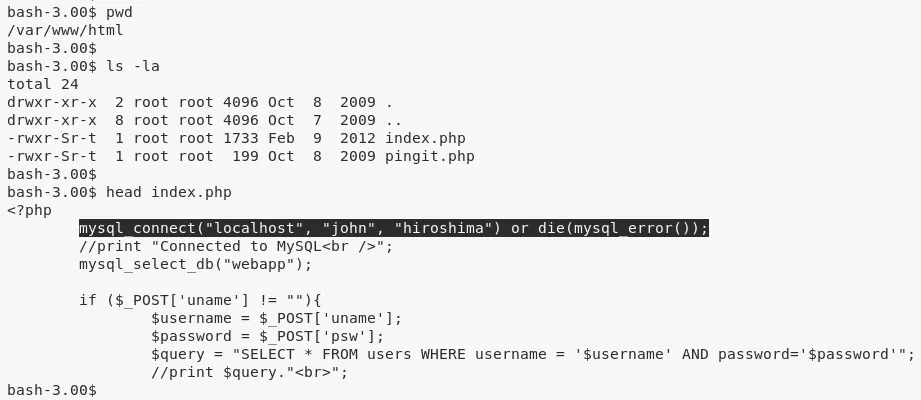 bash-3.00$ pwd
/var/www/html
bash-3.00$
bash-3.00$ ls -la
total 24
drwxr-xr-x  2 root root 4096 Oct  8  2009 .
drwxr-xr-x  8 root root 4096 Oct  7  2009 ..
-rwxr-Sr-t  1 root root 1733 Feb  9  2012 index.php
-rwxr-Sr-t  1 root root  199 Oct  8  2009 pingit.php
bash-3.00$
bash-3.00$ head index.php
<?php
        mysql_connect("localhost", "john", "hiroshima") or die(mysql_error());
        //print "Connected to MySQL<br />";
        mysql_select_db("webapp");

        if ($_POST['uname'] != ""){
                $username = $_POST['uname'];
                $password = $_POST['psw'];
                $query = "SELECT * FROM users WHERE username = '$username' AND password='$password'";
                //print $query."<br>";
bash-3.00$